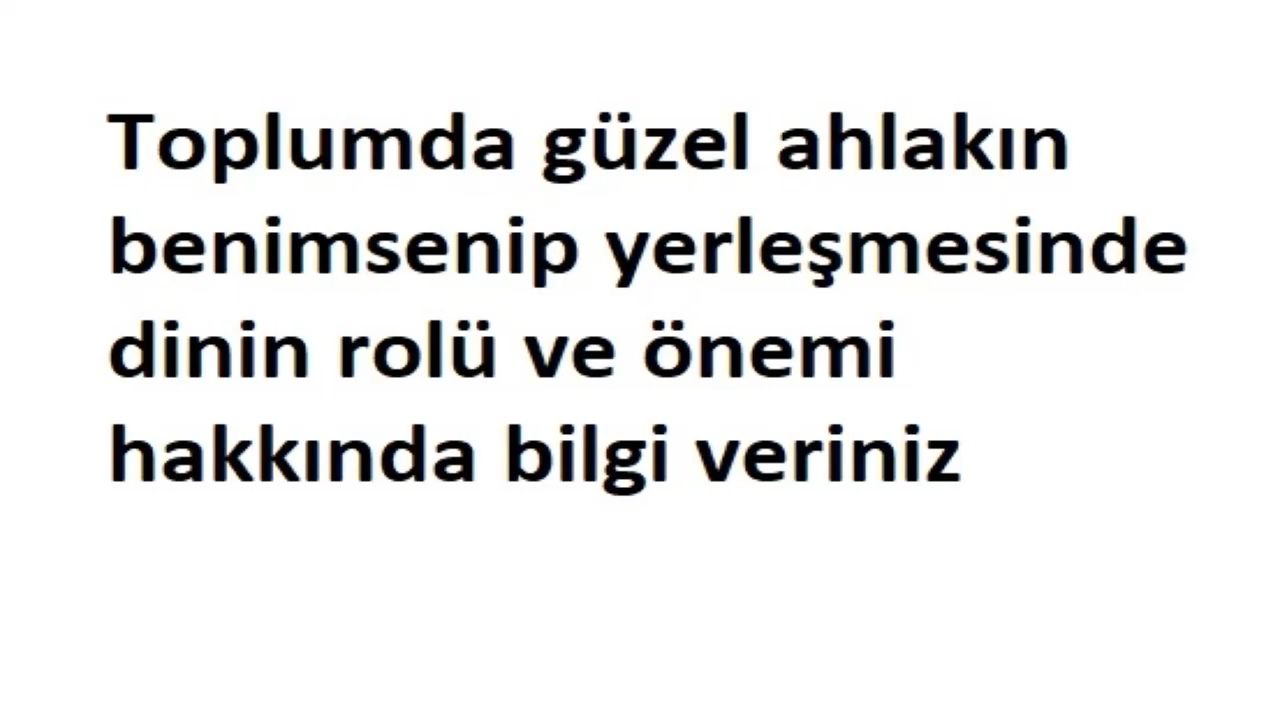 Toplumda güzel ahlakın
benimsenip yerleşmesinde
dinin rolü ve önemi
hakkında bilgi veriniz